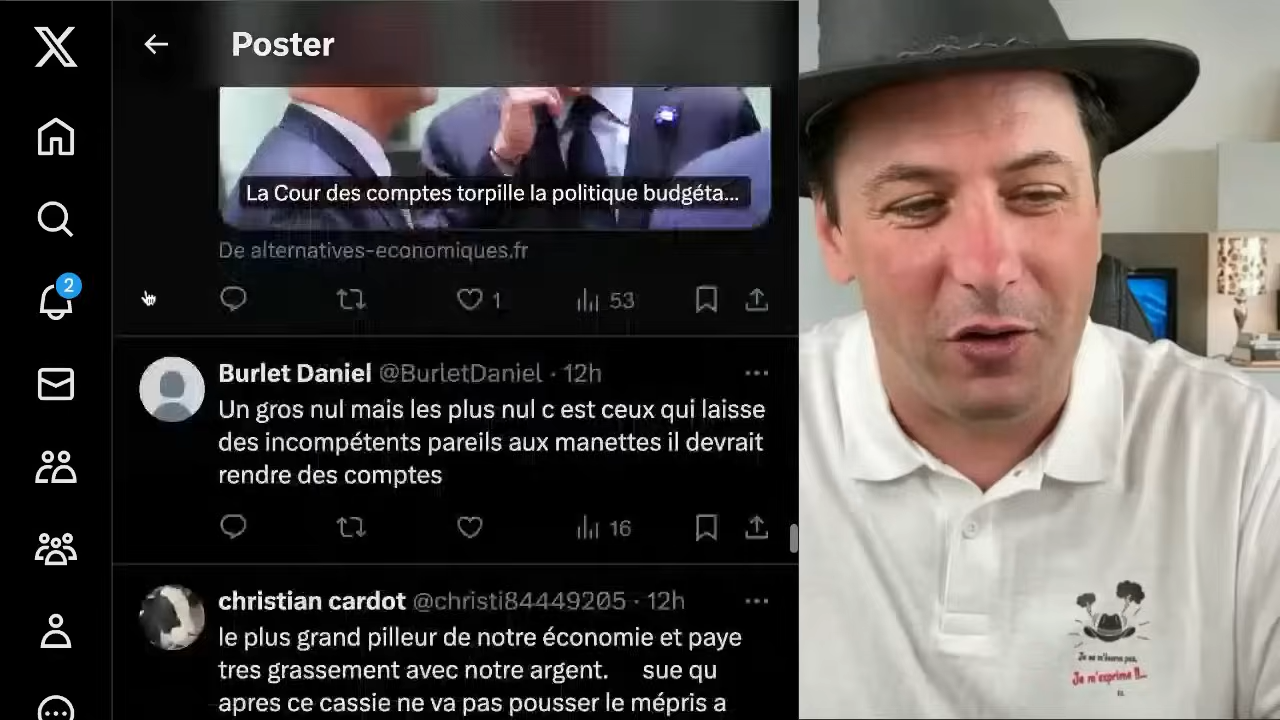 Poster
La Cour des comptes torpille la politique budgéta...
De alternatives-economiques.fr
1
53
2
Burlet Daniel @BurletDaniel · 12h
Un gros nul mais les plus nul c est ceux qui laisse
des incompétents pareils aux manettes il devrait
rendre des comptes
16
christian cardot @christi84449205 · 12h
le plus grand pilleur de notre économie et paye
tres grassement avec notre argent. sue qu
apres ce cassie ne va pas pousser le mépris a
Je ne m'énerve pas,
Je m'exprime !!...